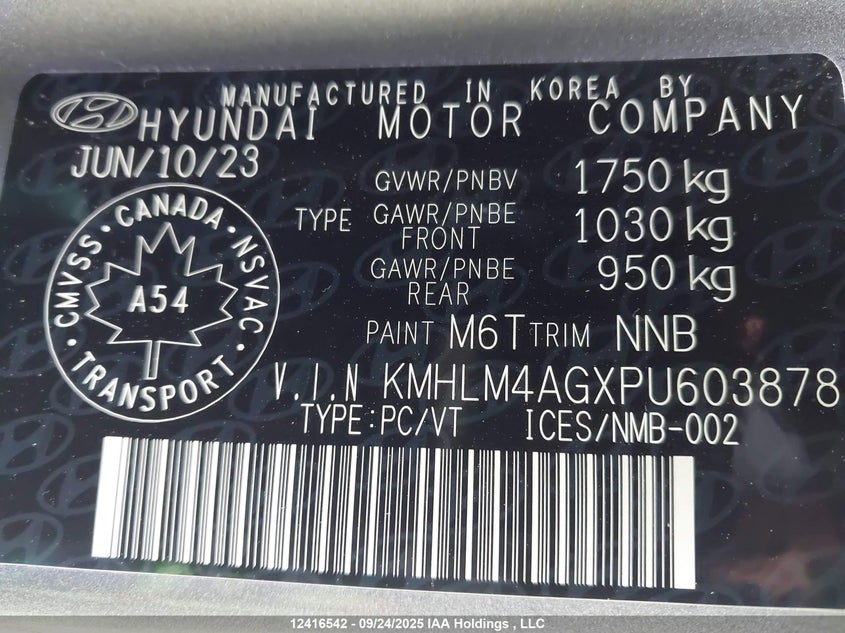 MANUFACTURED IN KOREA BY
HYUNDAI MOTOR COMPANY
JUN/10/23
GVWR/PNBV 1750 kg
TYPE GAWR/PNBE FRONT 1030 kg
GAWR/PNBE REAR 950 kg
CMVSS · CANADA · NSVAC · TRANSPORT ·
A54
PAINT M6T TRIM NNB
V.I.N KMHLM4AGXPU603878
TYPE:PC/VT ICES/NMB-002
12416542 - 09/24/2025 IAA Holdings , LLC